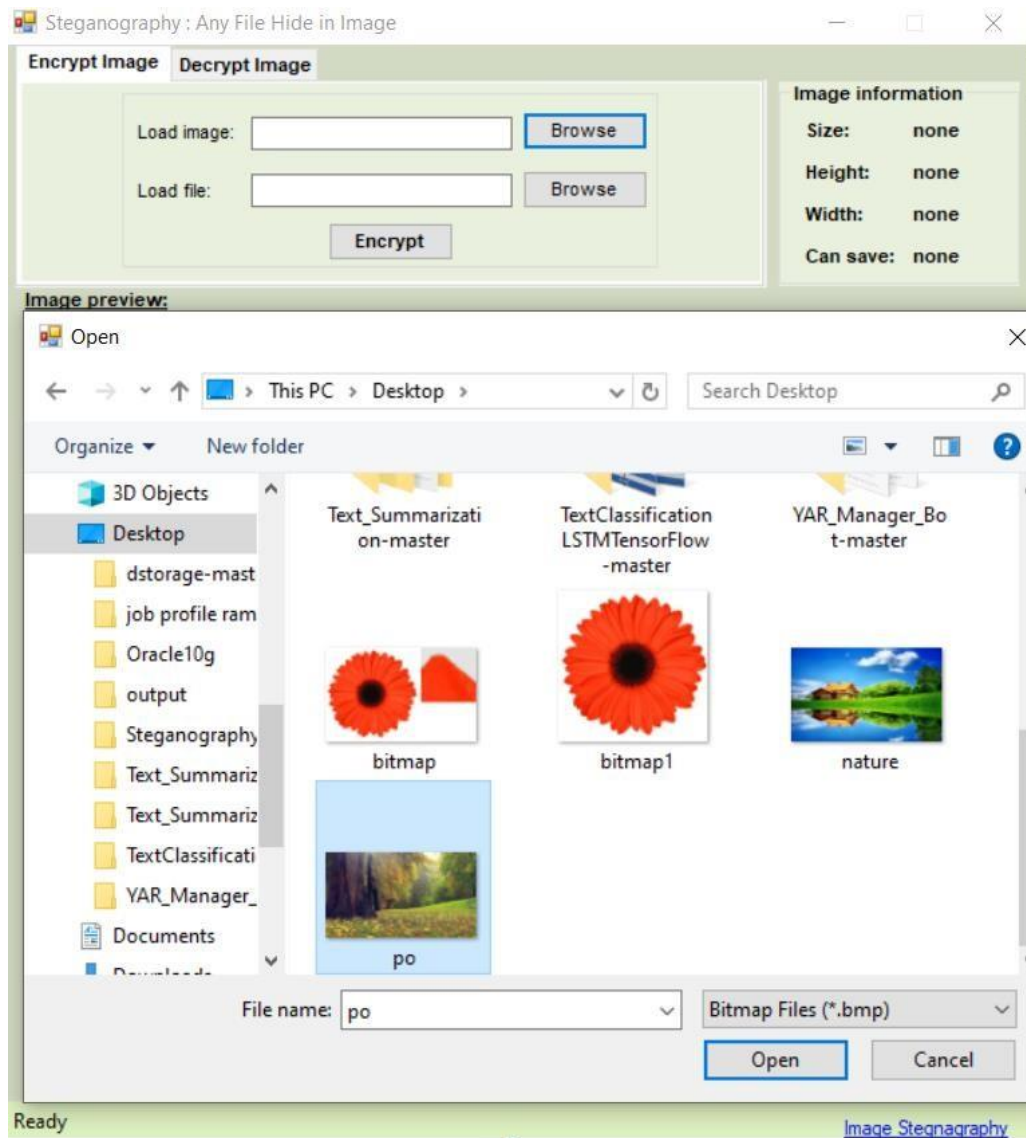 Steganography : Any File Hide in Image
Encrypt Image Decrypt Image
Load image: Browse
Load file: Browse
Encrypt
Image information
Size: none
Height: none
Width: none
Can save: none
Image preview:
Open
This PC > Desktop >
Search Desktop
Organize New folder
3D Objects
Desktop
dstorage-mast
job profile ram
Oracle10g
output
Steganography
Text_Summariz
Text_Summariz
TextClassificati
YAR_Manager_
Documents
Text_Summarizati
on-master
TextClassification
LSTMTensorFlow
-master
YAR_Manager_Bo
t-master
bitmap
bitmap1
nature
po
File name: po
Bitmap Files (*.bmp)
Open Cancel
Ready
Image Stegnagraphy